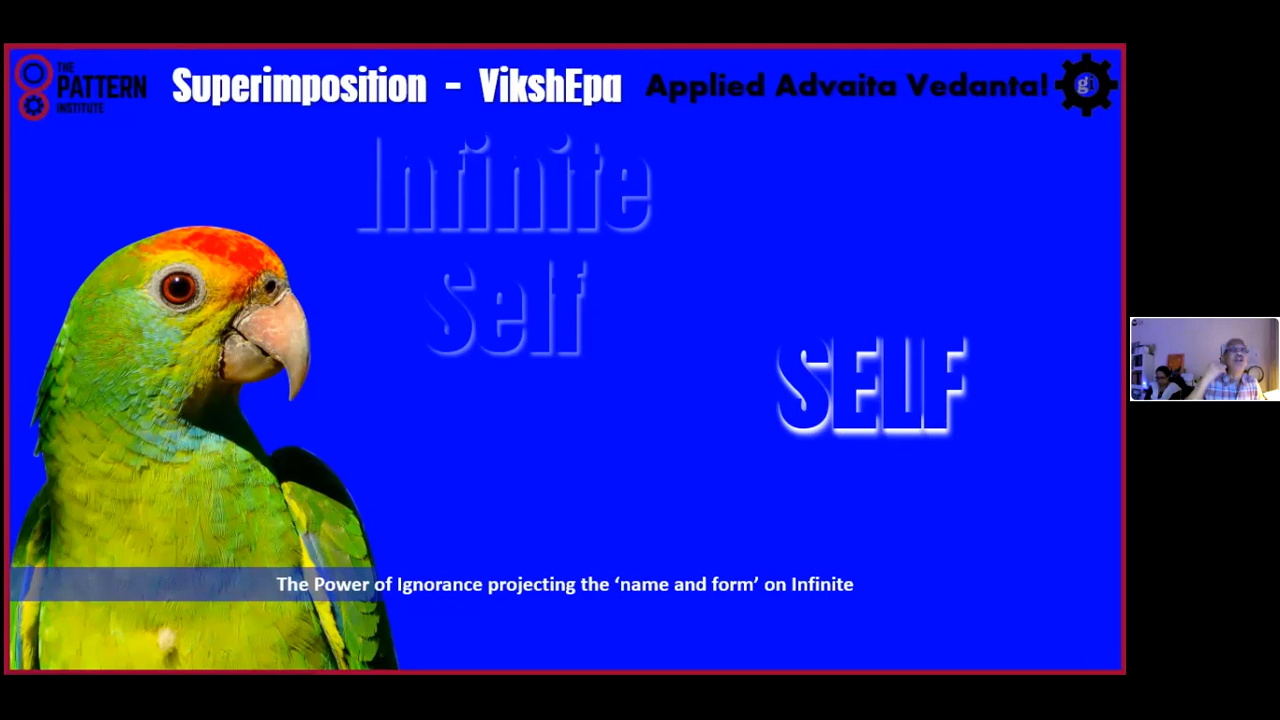 THE
PATTERN
INSTITUTE
Superimposition - VikshEpa
Applied Advaita Vedanta!
gi
Infinite
Self
SELF
The Power of Ignorance projecting the ‘name and form’ on Infinite